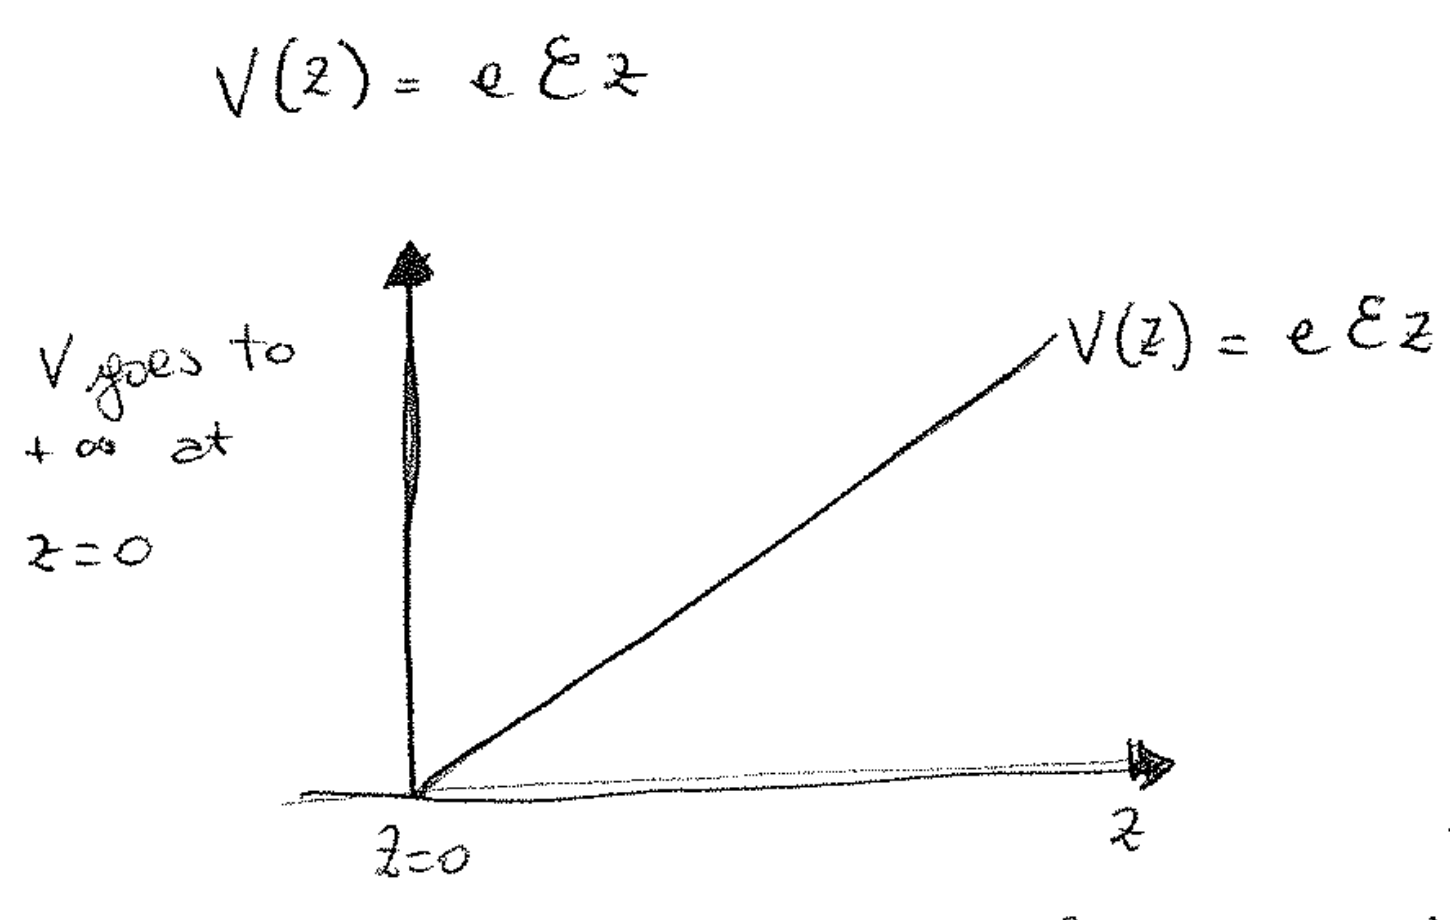 V(z) = e ℰ z
V goes to
+ ∞ at
z = 0
V(z) = e ℰ z
z=0
z